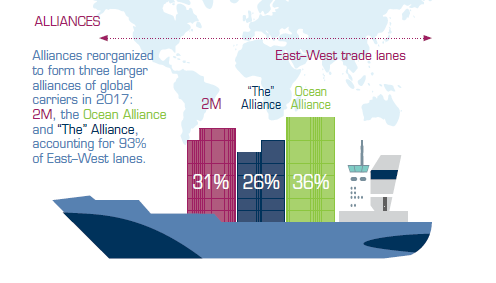 ALLIANCES
East–West trade lanes
Alliances reorganized
to form three larger
alliances of global
carriers in 2017:
2M, the Ocean Alliance
and “The” Alliance,
accounting for 93%
of East–West lanes.
2M
“The”
Alliance
Ocean
Alliance
31%
26%
36%